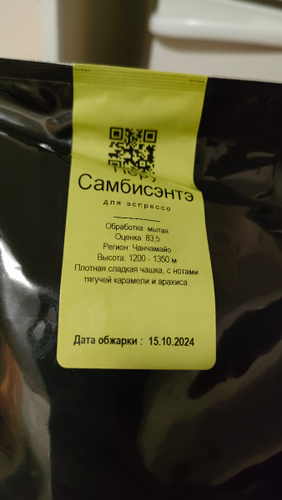 Самбисэнтэ
для эспрессо
Обработка: мытая
Оценка: 83,5
Регион: Чанчамайо
Высота: 1200 - 1350 м
Плотная сладкая чашка, с нотами
тягучей карамели и арахиса
Дата обжарки : 15.10.2024